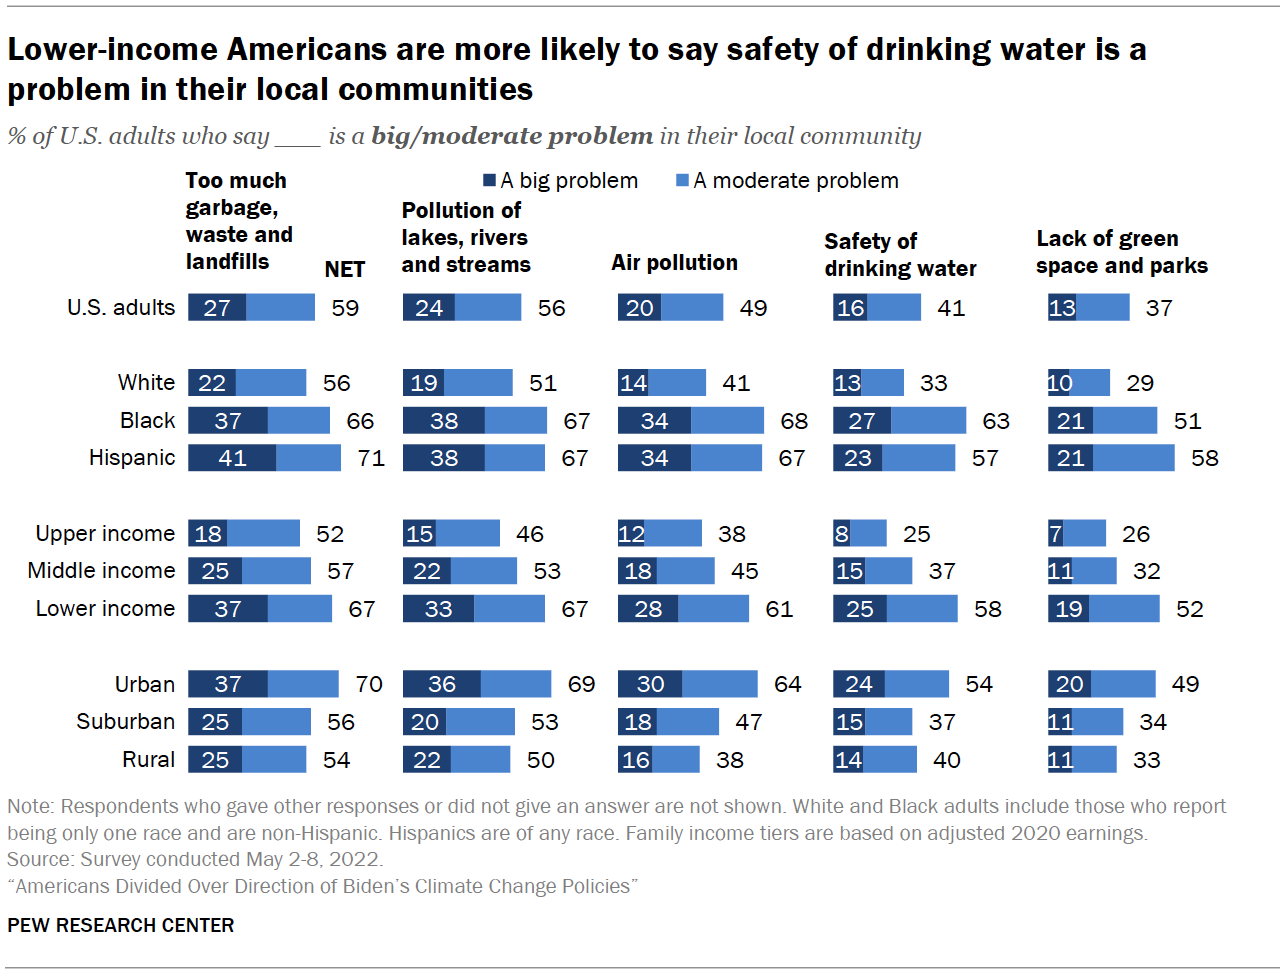 Lower-income Americans are more likely to say safety of drinking water is a
problem in their local communities
% of U.S. adults who say ___ is a big/moderate problem in their local community
A big problem A moderate problem
Too much
garbage,
waste and
landfills
NET
Pollution of
lakes, rivers
and streams
Air pollution
Safety of
drinking water
Lack of green
space and parks
U.S. adults 27 59 24 56 20 49 16 41 13 37
White 22 56 19 51 14 41 13 33 10 29
Black 37 66 38 67 34 68 27 63 21 51
Hispanic 41 71 38 67 34 67 23 57 21 58
Upper income 18 52 15 46 12 38 8 25 7 26
Middle income 25 57 22 53 18 45 15 37 11 32
Lower income 37 67 33 67 28 61 25 58 19 52
Urban 37 70 36 69 30 64 24 54 20 49
Suburban 25 56 20 53 18 47 15 37 11 34
Rural 25 54 22 50 16 38 14 40 11 33
Note: Respondents who gave other responses or did not give an answer are not shown. White and Black adults include those who report
being only one race and are non-Hispanic. Hispanics are of any race. Family income tiers are based on adjusted 2020 earnings.
Source: Survey conducted May 2-8, 2022.
“Americans Divided Over Direction of Biden’s Climate Change Policies”
PEW RESEARCH CENTER